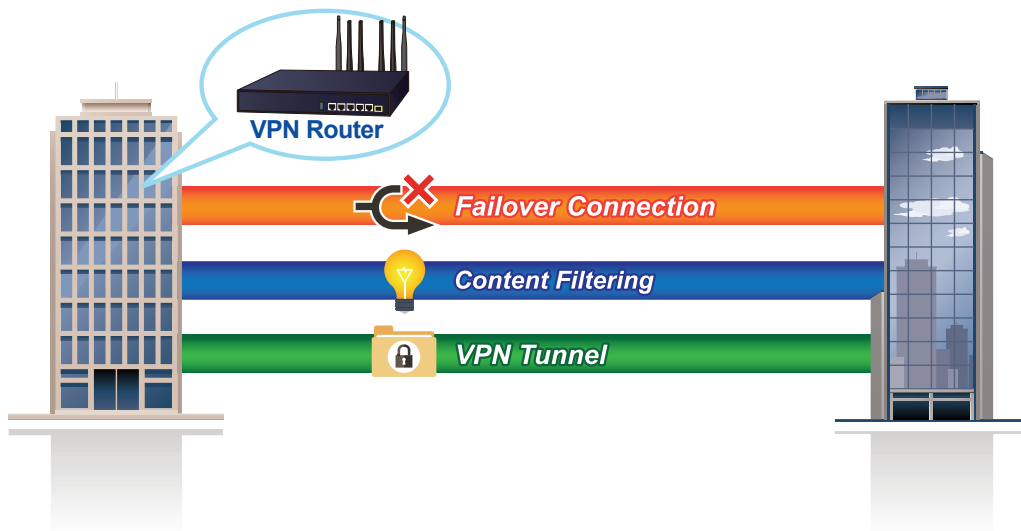 VPN Router
Failover Connection
Content Filtering
VPN Tunnel